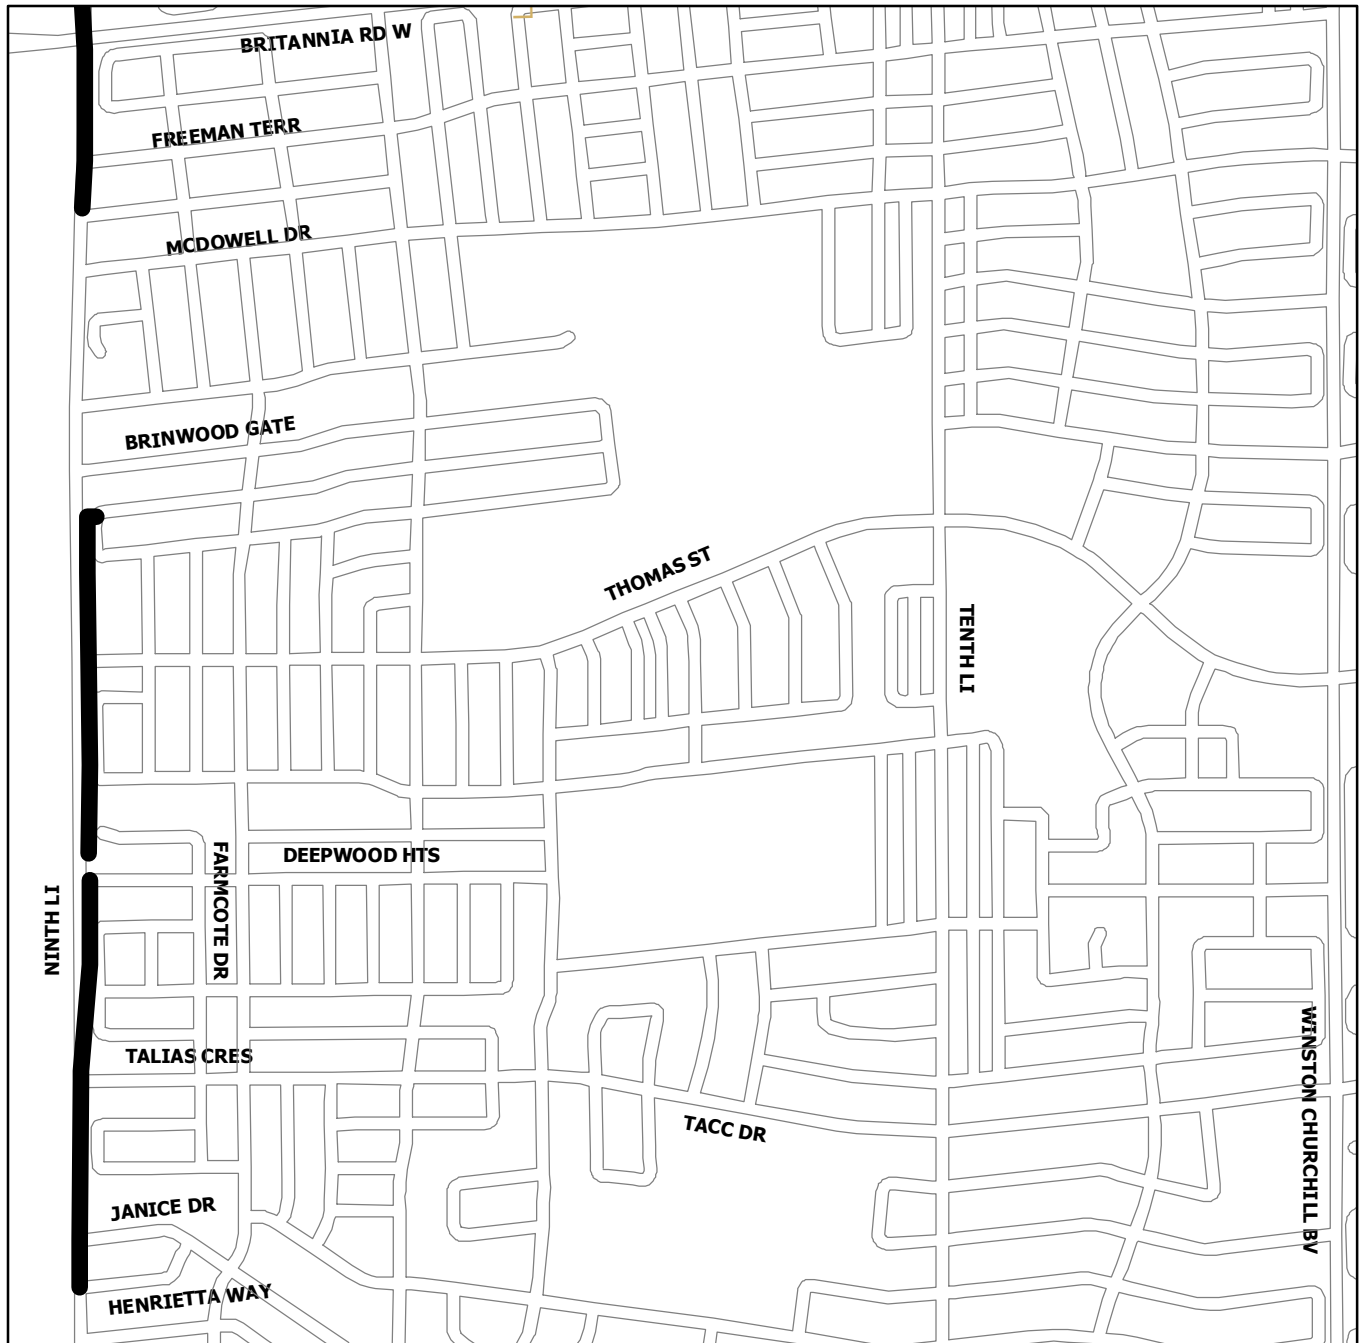 BRITANNIA RD W
FREEMAN TERR
MCDOWELL DR
BRINWOOD GATE
THOMAS ST
TENTH LI
DEEPWOOD HTS
FARMCOTE DR
NINTH LI
WINSTON CHURCHILL BV
TALIAS CRES
TACC DR
JANICE DR
HENRIETTA WAY